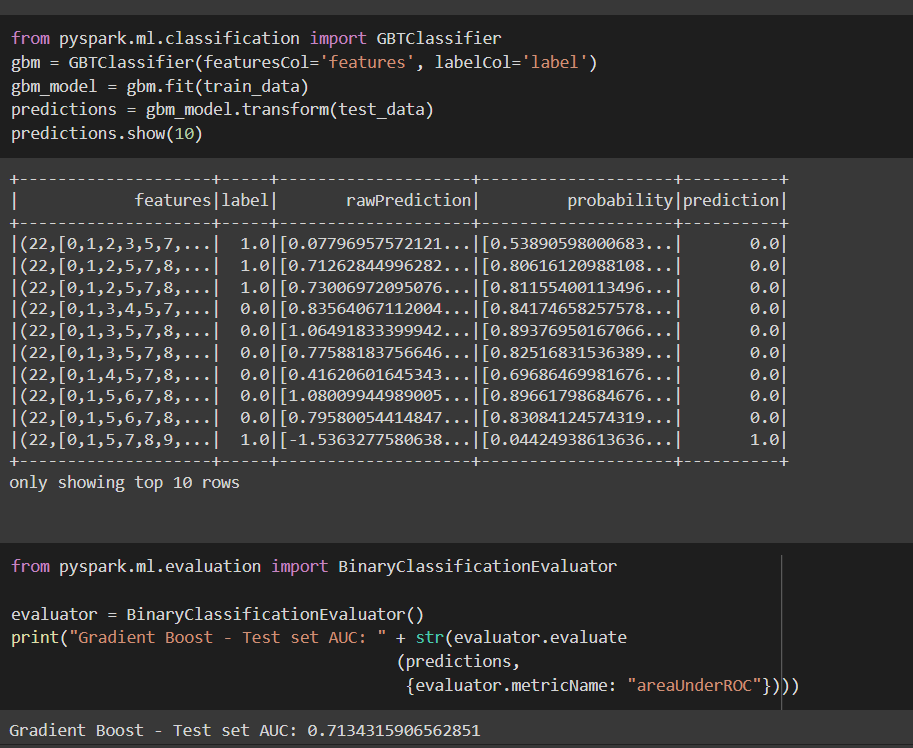 from pyspark.ml.classification import GBTClassifier
gbm = GBTClassifier(featuresCol='features', labelCol='label')
gbm_model = gbm.fit(train_data)
predictions = gbm_model.transform(test_data)
predictions.show(10)
+--------------------+-----+--------------------+--------------------+----------+
|            features|label|       rawPrediction|         probability|prediction|
+--------------------+-----+--------------------+--------------------+----------+
|(22,[0,1,2,3,5,7,...|  1.0|[0.07796957572121...|[0.53890598000683...|       0.0|
|(22,[0,1,2,5,7,8,...|  1.0|[0.71262844996282...|[0.80616120988108...|       0.0|
|(22,[0,1,2,5,7,8,...|  1.0|[0.73006972095076...|[0.81155400113496...|       0.0|
|(22,[0,1,3,4,5,7,...|  0.0|[0.83564067112004...|[0.84174658257578...|       0.0|
|(22,[0,1,3,5,7,8,...|  0.0|[1.06491833399942...|[0.89376950167066...|       0.0|
|(22,[0,1,3,5,7,8,...|  0.0|[0.77588183756646...|[0.82516831536389...|       0.0|
|(22,[0,1,4,5,7,8,...|  0.0|[0.41620601645343...|[0.69686469981676...|       0.0|
|(22,[0,1,5,6,7,8,...|  0.0|[1.08009944989005...|[0.89661798684676...|       0.0|
|(22,[0,1,5,6,7,8,...|  0.0|[0.79580054414847...|[0.83084124574319...|       0.0|
|(22,[0,1,5,7,8,9,...|  1.0|[-1.5363277580638...|[0.04424938613636...|       1.0|
+--------------------+-----+--------------------+--------------------+----------+
only showing top 10 rows
from pyspark.ml.evaluation import BinaryClassificationEvaluator
evaluator = BinaryClassificationEvaluator()
print("Gradient Boost - Test set AUC: " + str(evaluator.evaluate
(predictions,
{evaluator.metricName: "areaUnderROC"})))
Gradient Boost - Test set AUC: 0.7134315906562851